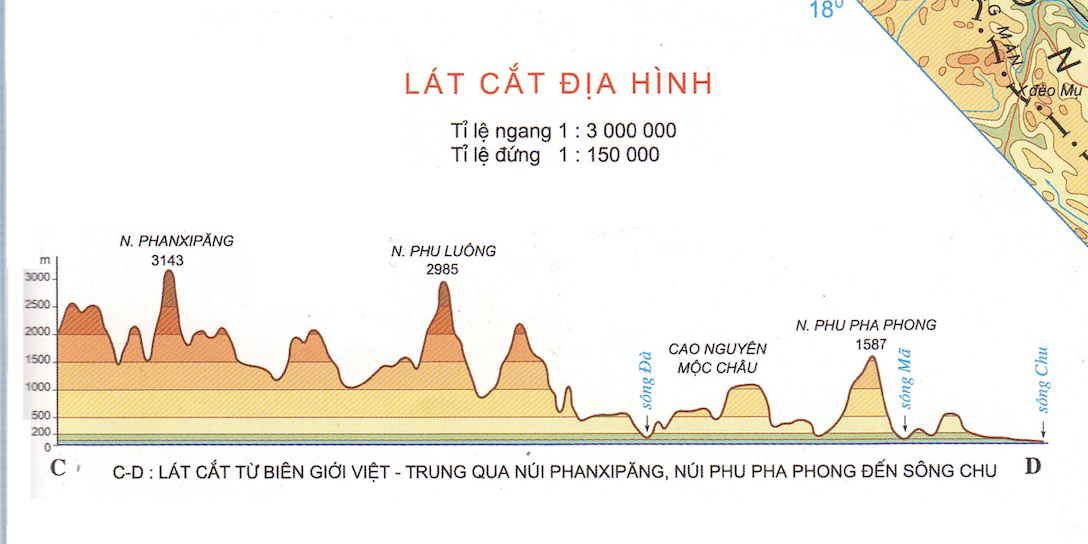 18⁰
G MÂN
N
đèo Mụ
LÁT CẮT ĐỊA HÌNH
Tỉ lệ ngang 1 : 3 000 000
Tỉ lệ đứng 1 : 150 000
N. PHANXIPĂNG
3143
N. PHU LUÔNG
2985
N. PHU PHA PHONG
1587
CAO NGUYÊN
MỘC CHÂU
sông Đà
sông Mã
sông Chu
m
3000
2500
2000
1500
1000
500
200
0
C
D
C-D : LÁT CẮT TỪ BIÊN GIỚI VIỆT - TRUNG QUA NÚI PHANXIPĂNG, NÚI PHU PHA PHONG ĐẾN SÔNG CHU